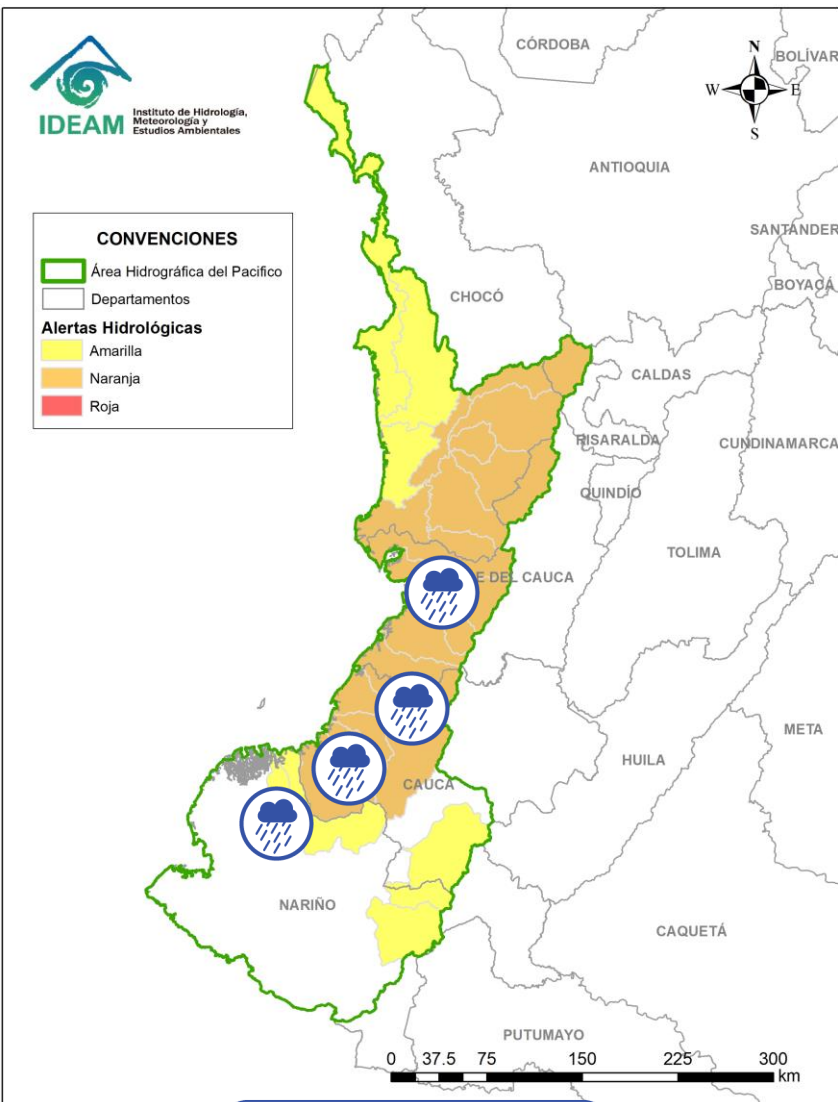 IDEAM
Instituto de Hidrología,
Meteorología y
Estudios Ambientales
N
W
E
S
CÓRDOBA
BOLÍVAR
ANTIOQUIA
SANTANDER
BOYACÁ
CONVENCIONES
Área Hidrográfica del Pacifico
Departamentos
Alertas Hidrológicas
Amarilla
Naranja
Roja
CHOCÓ
CALDAS
RISARALDA
CUNDINAMARCA
QUINDÍO
TOLIMA
E DEL CAUCA
META
HUILA
CAUCA
NARIÑO
CAQUETÁ
PUTUMAYO
0 37.5 75 150 225 300
km